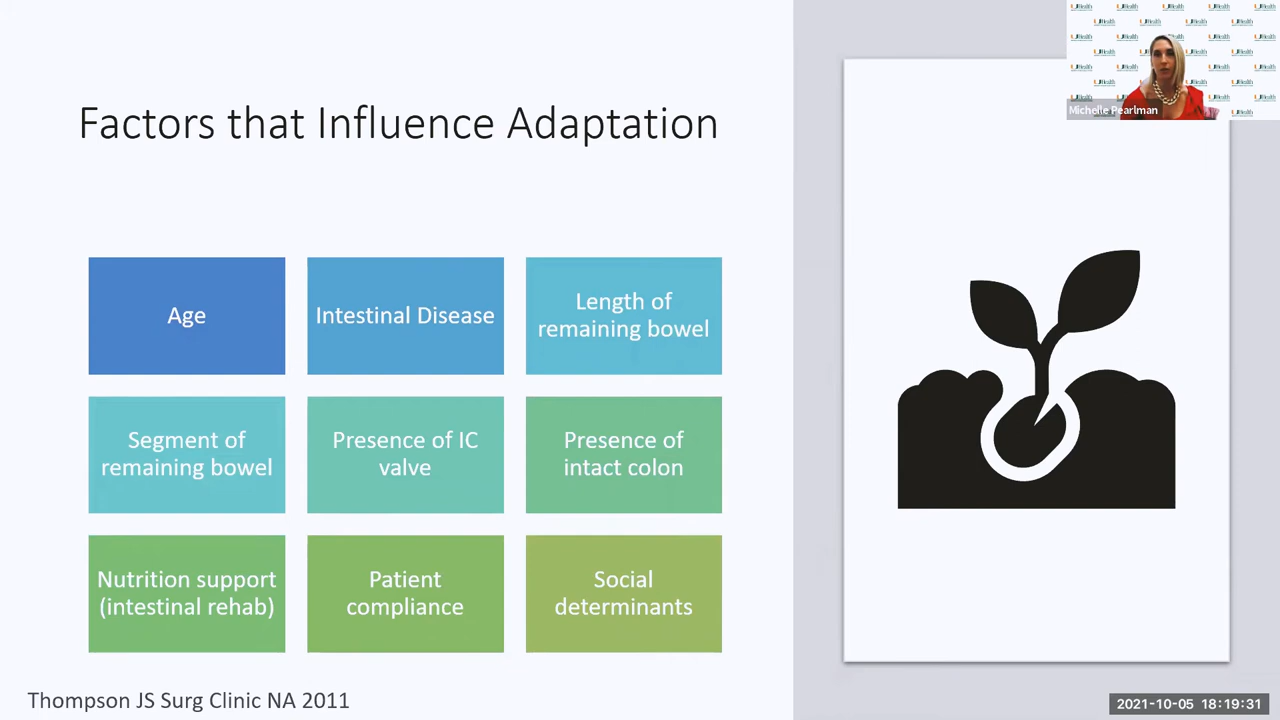 Factors that Influence Adaptation
Age
Intestinal Disease
Length of
remaining bowel
Segment of
remaining bowel
Presence of IC
valve
Presence of
intact colon
Nutrition support
(intestinal rehab)
Patient
compliance
Social
determinants
Thompson JS Surg Clinic NA 2011
Michelle Pearlman
2021-10-05 18:19:31